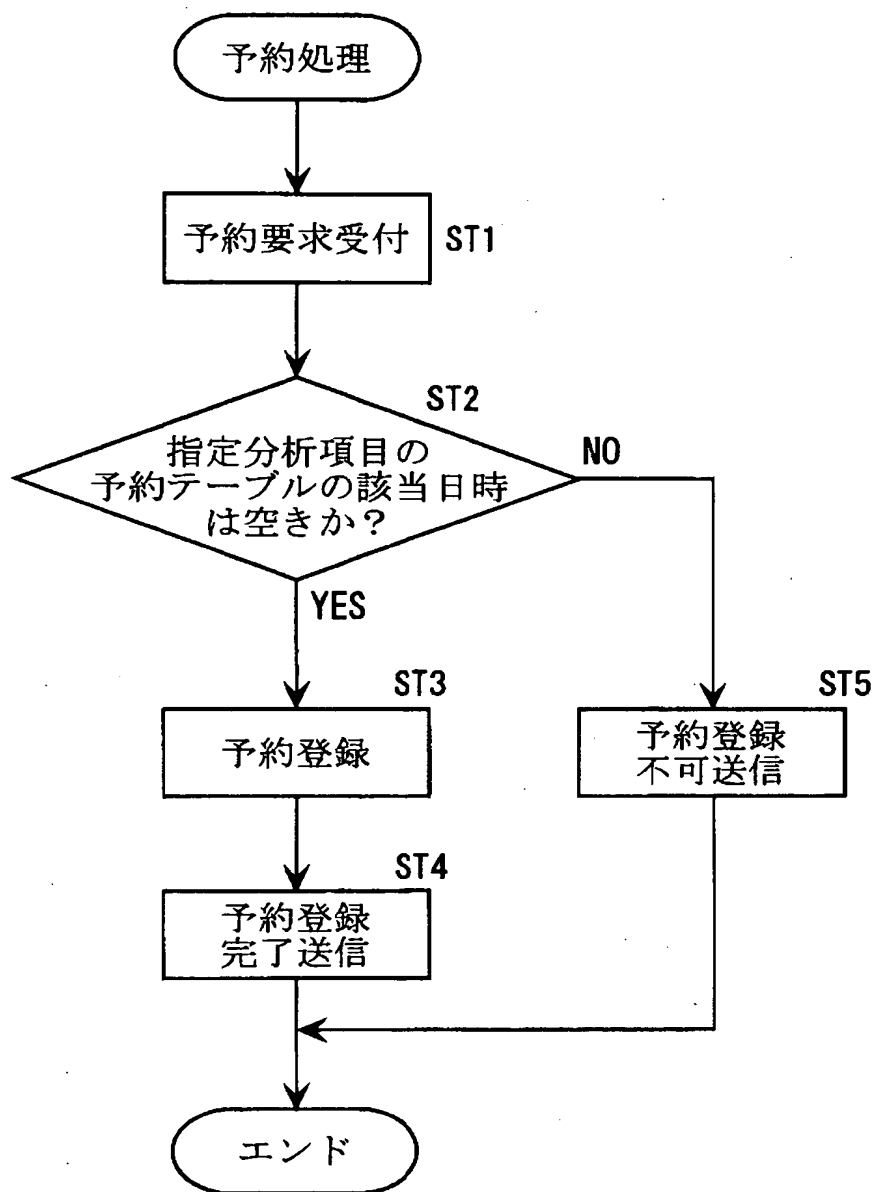 予約処理
予約要求受付
ST1
ST2
指定分析項目の
予約テーブルの該当日時
は空きか？
NO
YES
ST3
予約登録
ST5
予約登録
不可送信
ST4
予約登録
完了送信
エンド